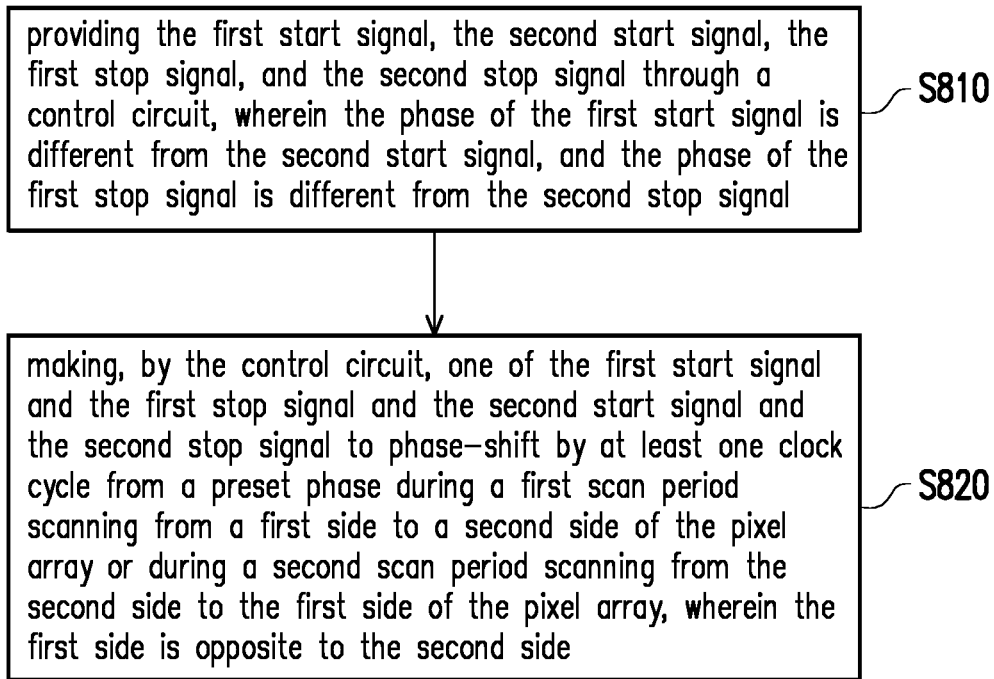 providing the first start signal, the second start signal, the
first stop signal, and the second stop signal through a
control circuit, wherein the phase of the first start signal is
different from the second start signal, and the phase of the
first stop signal is different from the second stop signal
S810
making, by the control circuit, one of the first start signal
and the first stop signal and the second start signal and
the second stop signal to phase-shift by at least one clock
cycle from a preset phase during a first scan period
scanning from a first side to a second side of the pixel
array or during a second scan period scanning from the
second side to the first side of the pixel array, wherein the
first side is opposite to the second side
S820